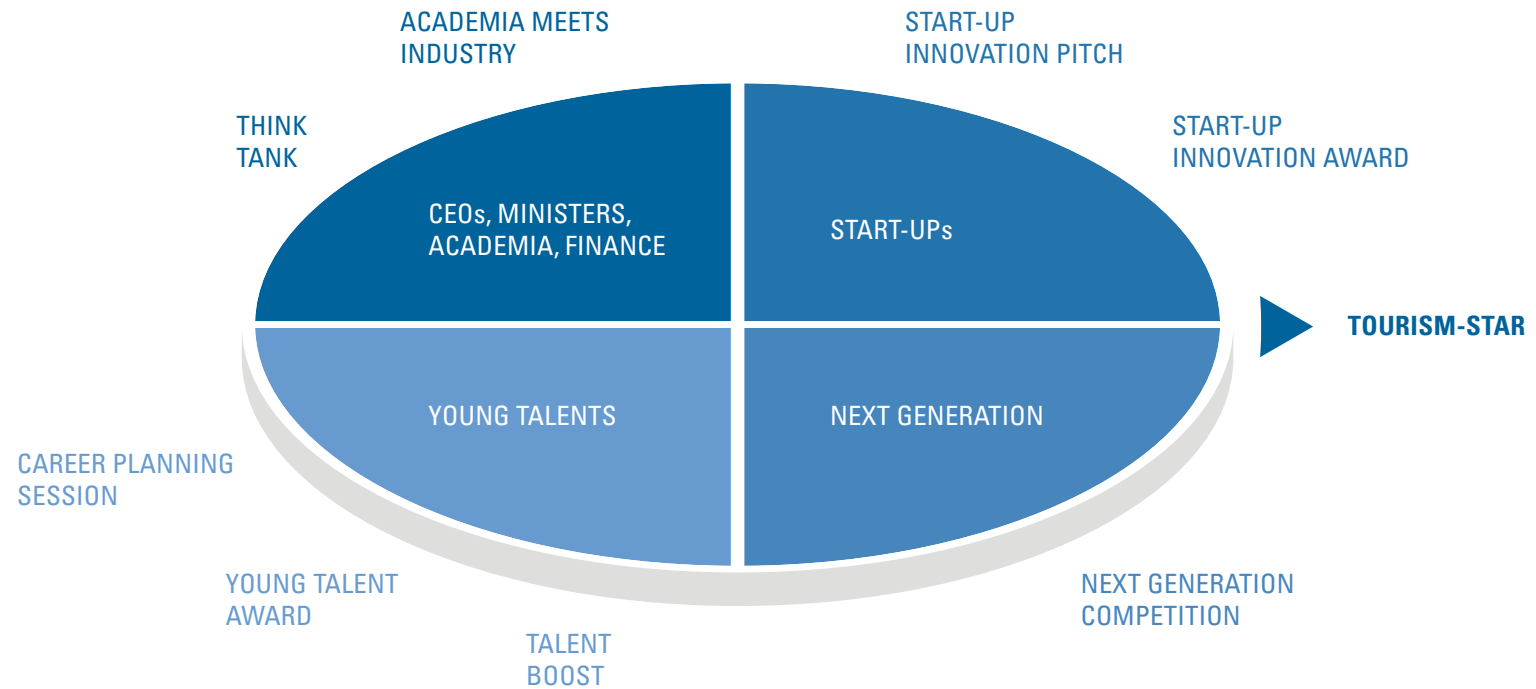 ACADEMIA MEETS
INDUSTRY
START-UP
INNOVATION PITCH
THINK
TANK
START-UP
INNOVATION AWARD
CEOs, MINISTERS,
ACADEMIA, FINANCE
START-UPs
TOURISM-STAR
YOUNG TALENTS
NEXT GENERATION
CAREER PLANNING
SESSION
YOUNG TALENT
AWARD
NEXT GENERATION
COMPETITION
TALENT
BOOST